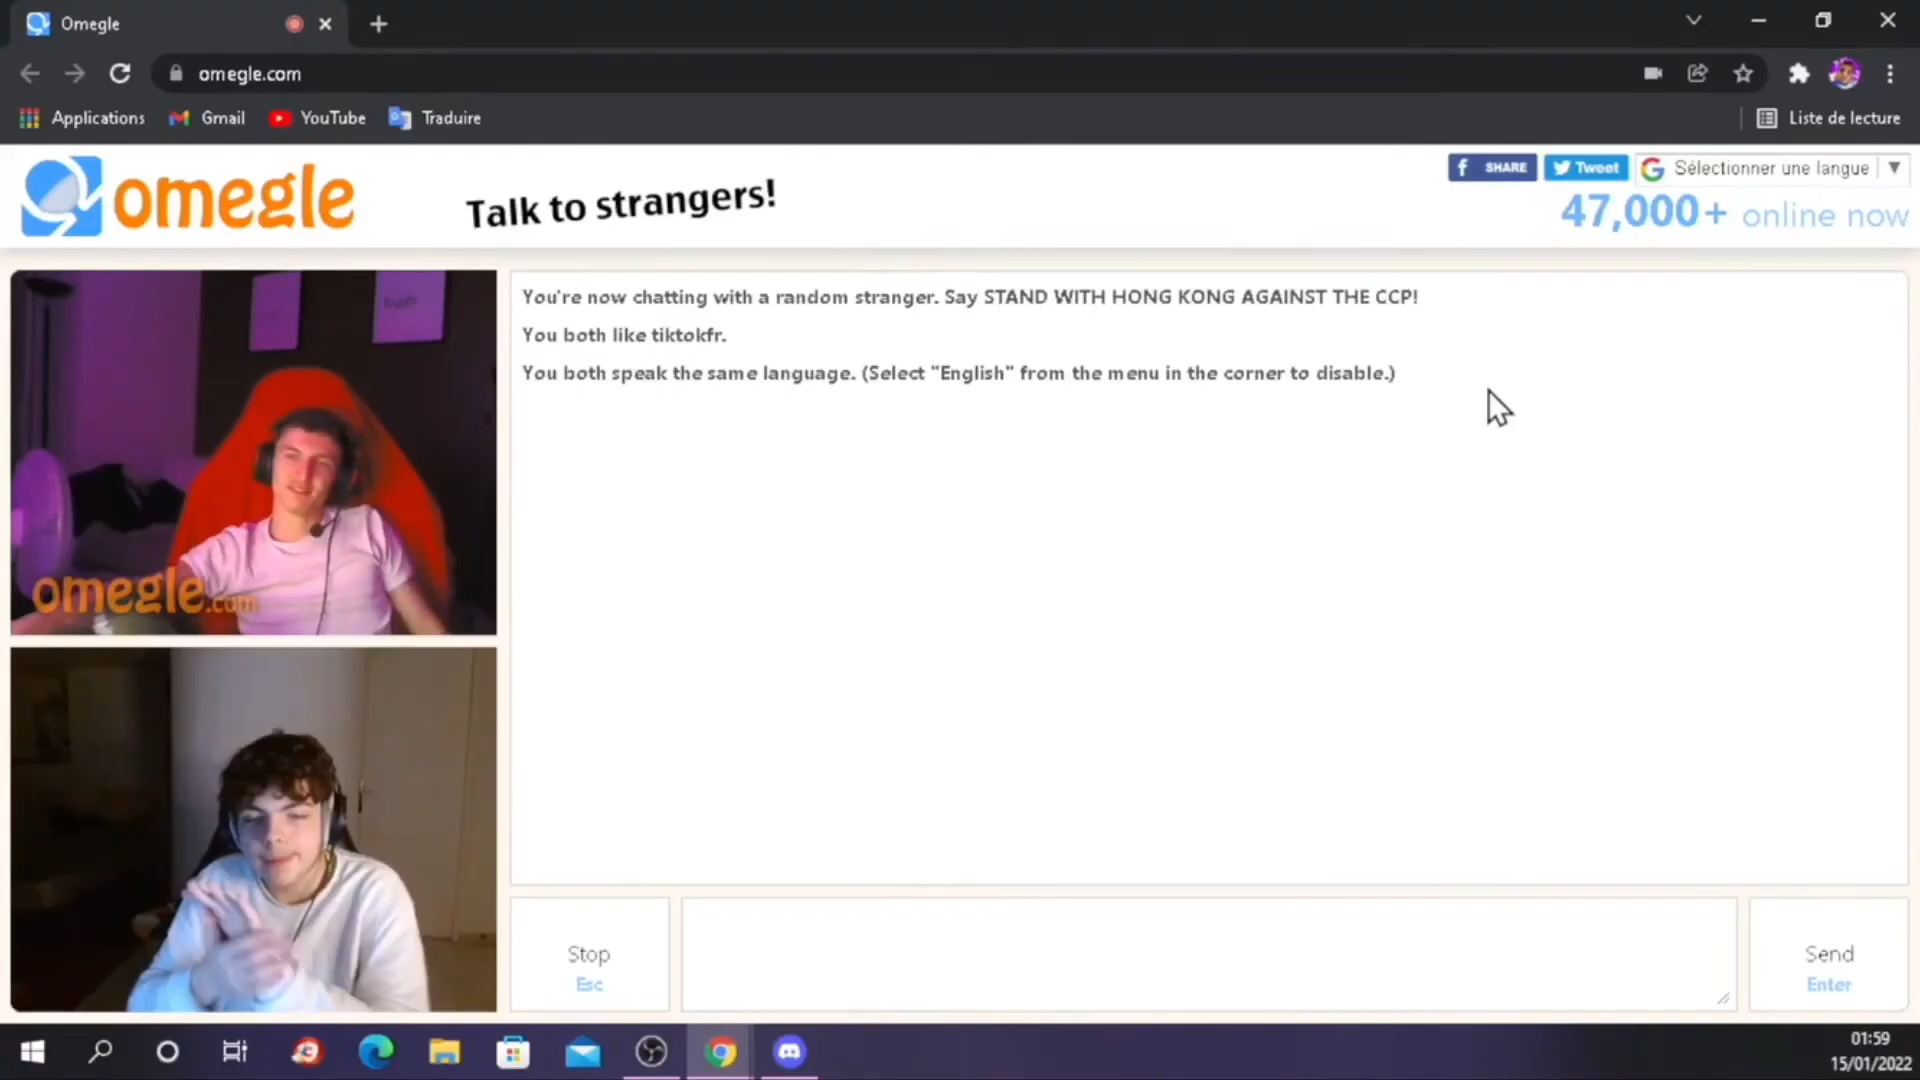 Omegle
omegle.com
Applications
Gmail
YouTube
Traduire
Liste de lecture
omegle
Talk to strangers!
SHARE
Tweet
Sélectionner une langue
47,000+ online now
You're now chatting with a random stranger. Say STAND WITH HONG KONG AGAINST THE CCP!
You both like tiktokfr.
You both speak the same language. (Select "English" from the menu in the corner to disable.)
omegle.com
Stop
Esc
Send
Enter
01:59
15/01/2022